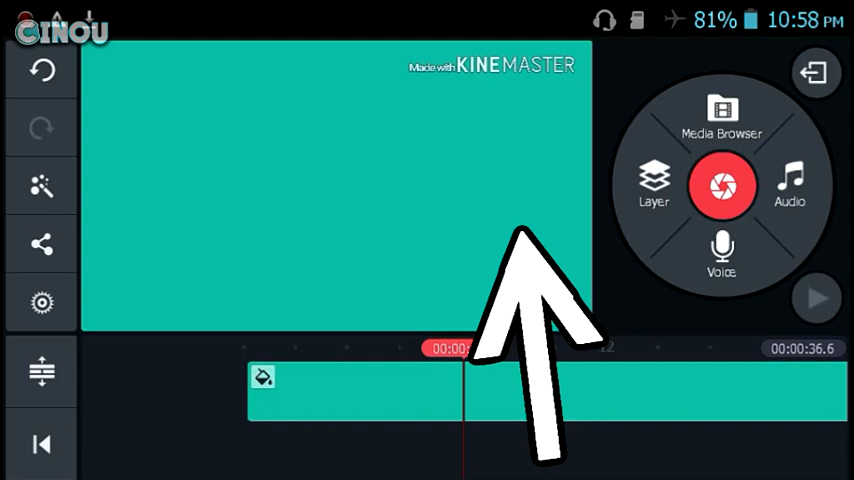 CINOU
81% 10:58 PM
Made with KINEMASTER
Media Browser
Layer
Audio
Voice
00:00:
12
00:00:36.6